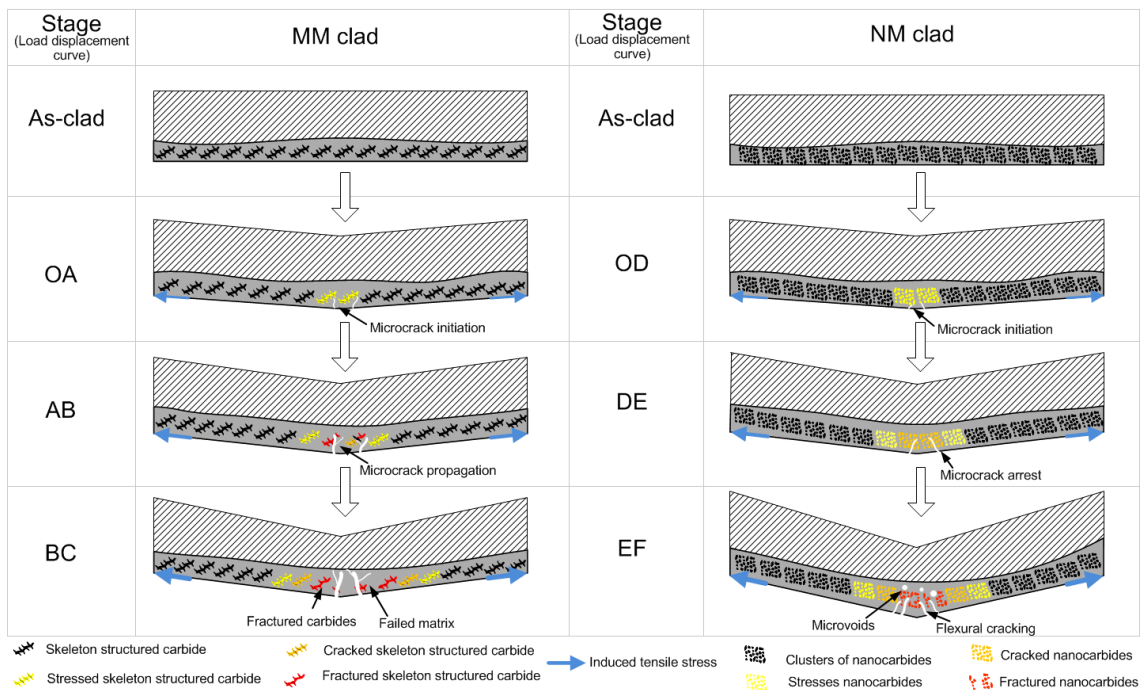 Stage
(Load displacement
curve)
MM clad
Stage
(Load displacement
curve)
NM clad
As-clad
As-clad
OA
Microcrack initiation
OD
Microcrack initiation
AB
Microcrack propagation
DE
Microcrack arrest
BC
Fractured carbides
Failed matrix
EF
Microvoids
Flexural cracking
Skeleton structured carbide
Cracked skeleton structured carbide
Induced tensile stress
Clusters of nanocarbides
Cracked nanocarbides
Stressed skeleton structured carbide
Fractured skeleton structured carbide
Stresses nanocarbides
Fractured nanocarbides